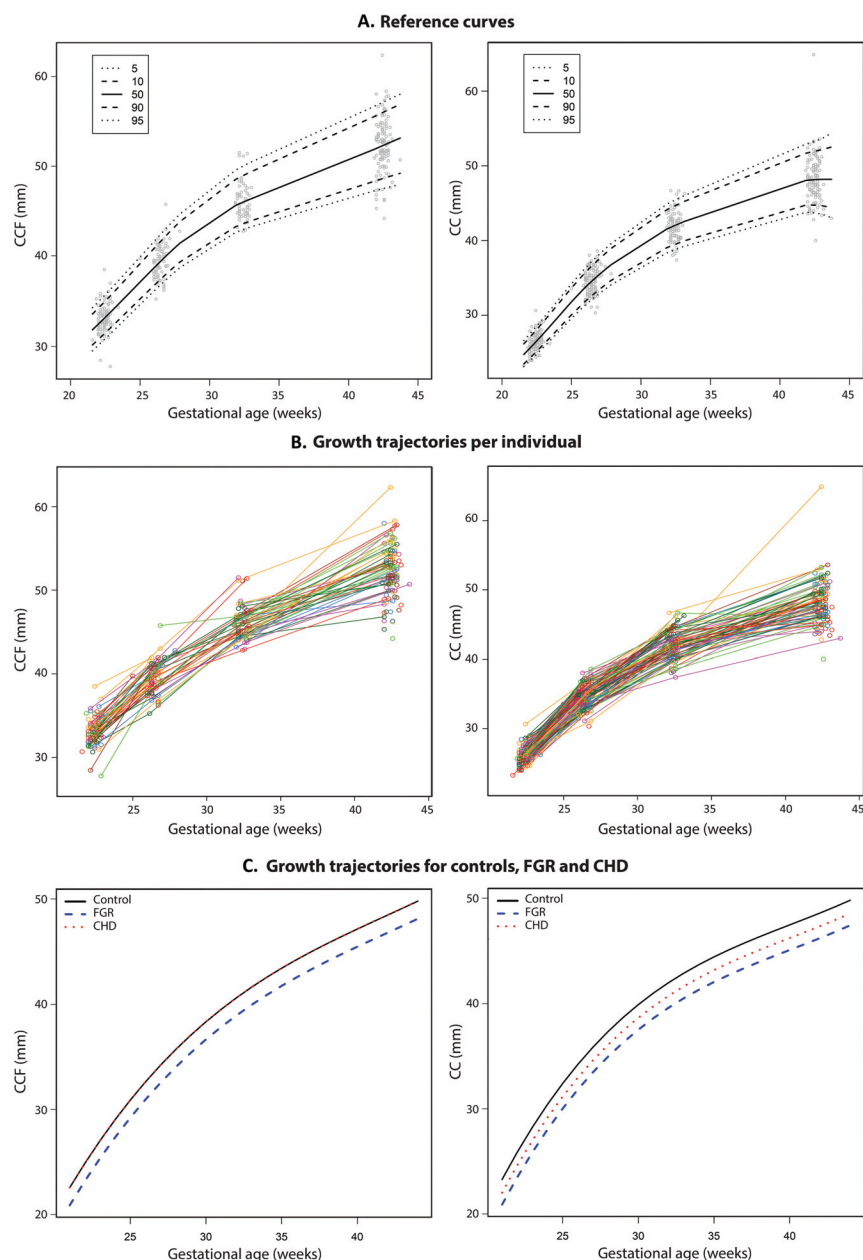 A. Reference curves
5
10
50
90
95
CCF (mm)
60
50
40
30
20 25 30 35 40 45
Gestational age (weeks)
5
10
50
90
95
CC (mm)
60
50
40
30
20 25 30 35 40 45
Gestational age (weeks)
B. Growth trajectories per individual
CCF (mm)
60
50
40
30
25 30 35 40 45
Gestational age (weeks)
CC (mm)
60
50
40
30
25 30 35 40 45
Gestational age (weeks)
C. Growth trajectories for controls, FGR and CHD
Control
FGR
CHD
CCF (mm)
50
40
30
20
25 30 35 40
Gestational age (weeks)
Control
FGR
CHD
CC (mm)
50
40
30
20
25 30 35 40
Gestational age (weeks)